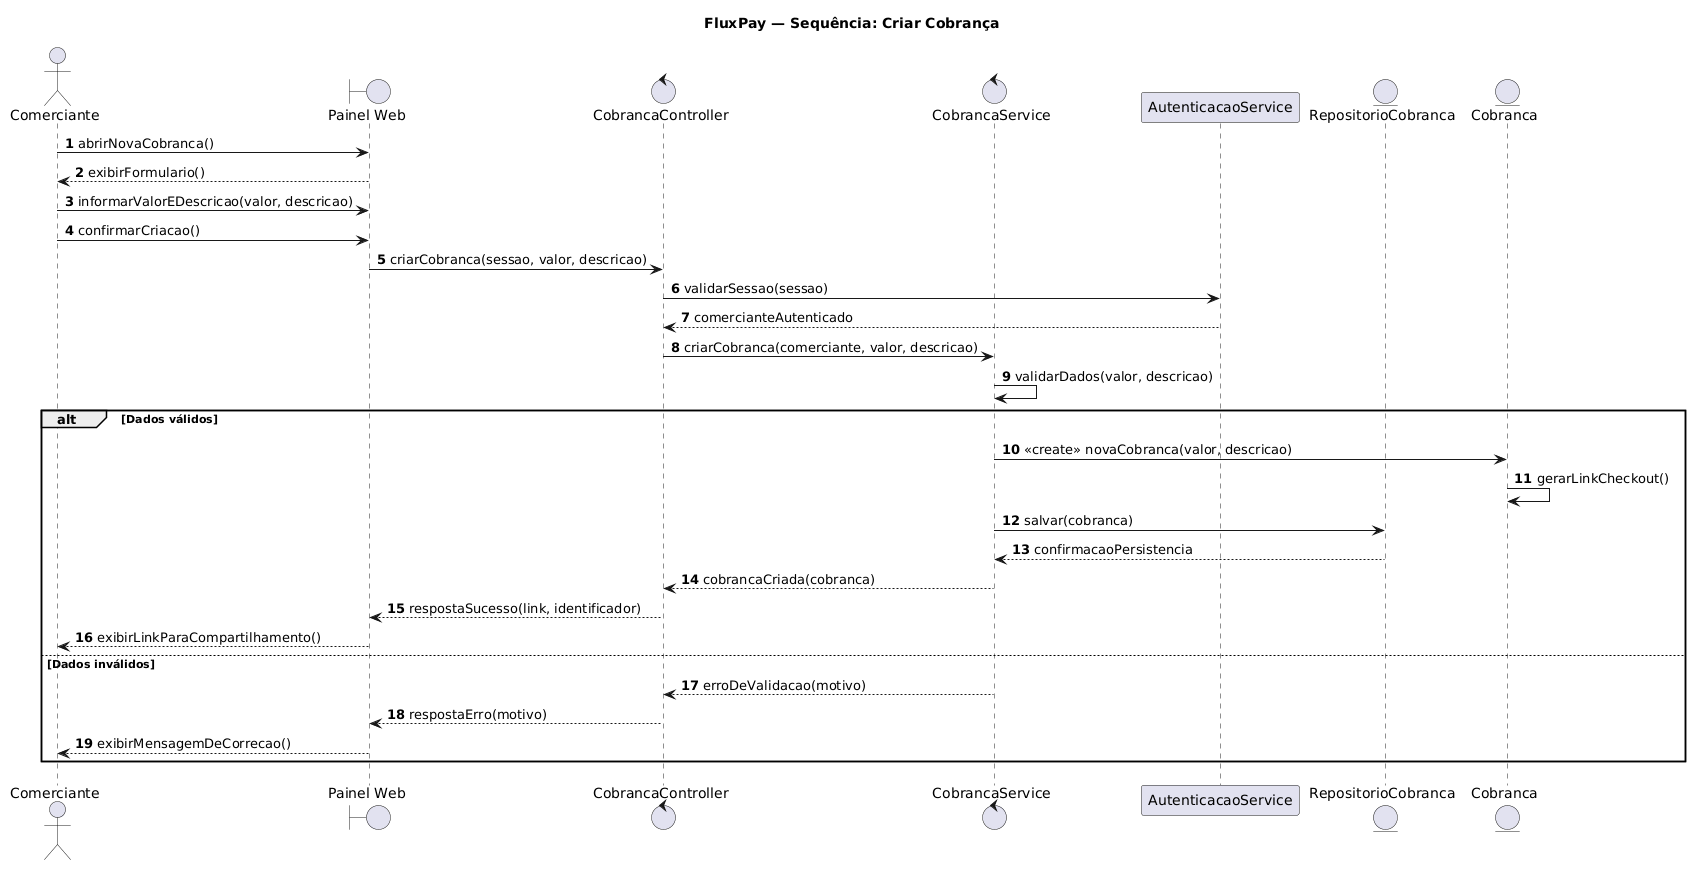 FluxPay — Sequência: Criar Cobrança
Comerciante
Painel Web
CobrancaController
CobrancaService
AutenticacaoService
RepositorioCobranca
Cobranca
1 abrirNovaCobranca()
2 exibirFormulario()
3 informarValorEDescricao(valor, descricao)
4 confirmarCriacao()
5 criarCobranca(sessao, valor, descricao)
6 validarSessao(sessao)
7 comercianteAutenticado
8 criarCobranca(comerciante, valor, descricao)
9 validarDados(valor, descricao)
alt [Dados válidos]
10 «create» novaCobranca(valor, descricao)
11 gerarLinkCheckout()
12 salvar(cobranca)
13 confirmacaoPersistencia
14 cobrancaCriada(cobranca)
15 respostaSucesso(link, identificador)
16 exibirLinkParaCompartilhamento()
[Dados inválidos]
17 erroDeValidacao(motivo)
18 respostaErro(motivo)
19 exibirMensagemDeCorrecao()
Comerciante
Painel Web
CobrancaController
CobrancaService
AutenticacaoService
RepositorioCobranca
Cobranca